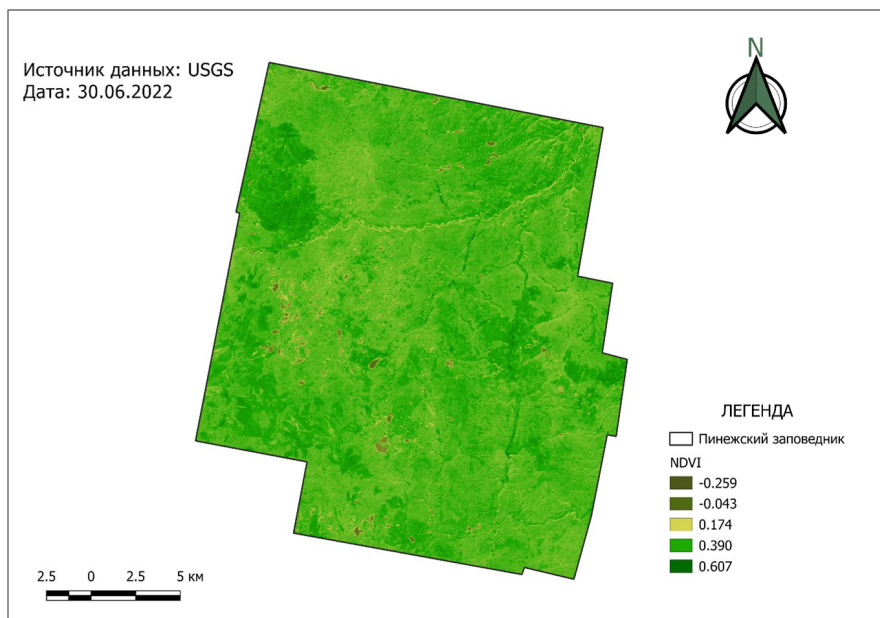 Источник данных: USGS
Дата: 30.06.2022
N
ЛЕГЕНДА
Пинежский заповедник
NDVI
-0.259
-0.043
0.174
0.390
0.607
2.5 0 2.5 5 км